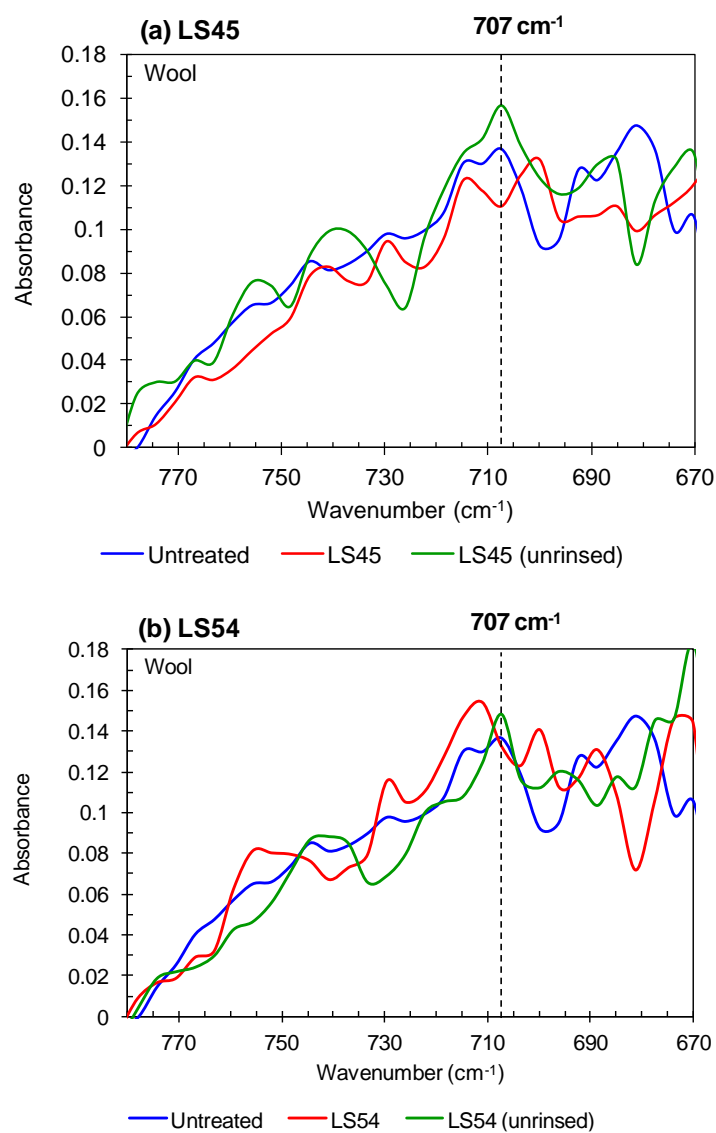 (a) LS45
707 cm-1
Wool
0.18
0.16
0.14
0.12
0.1
0.08
0.06
0.04
0.02
0
Absorbance
770 750 730 710 690 670
Wavenumber (cm-1)
Untreated LS45 LS45 (unrinsed)
(b) LS54
707 cm-1
Wool
0.18
0.16
0.14
0.12
0.1
0.08
0.06
0.04
0.02
0
Absorbance
770 750 730 710 690 670
Wavenumber (cm-1)
Untreated LS54 LS54 (unrinsed)